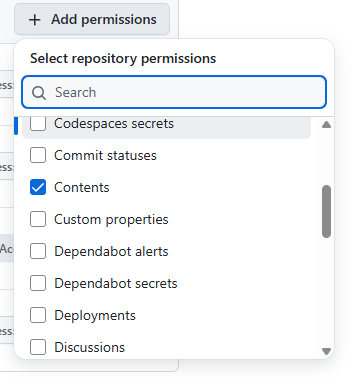 Add permissions
Select repository permissions
Search
Codespaces secrets
Commit statuses
Contents
Custom properties
Dependabot alerts
Dependabot secrets
Deployments
Discussions